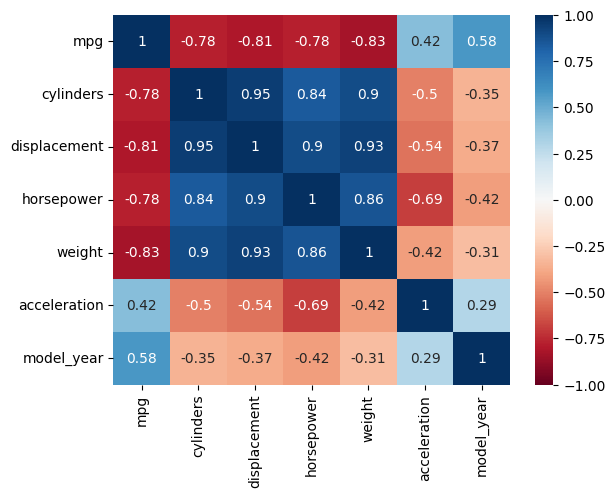 mpg 1 -0.78 -0.81 -0.78 -0.83 0.42 0.58
cylinders -0.78 1 0.95 0.84 0.9 -0.5 -0.35
displacement -0.81 0.95 1 0.9 0.93 -0.54 -0.37
horsepower -0.78 0.84 0.9 1 0.86 -0.69 -0.42
weight -0.83 0.9 0.93 0.86 1 -0.42 -0.31
acceleration 0.42 -0.5 -0.54 -0.69 -0.42 1 0.29
model_year 0.58 -0.35 -0.37 -0.42 -0.31 0.29 1
mpg cylinders displacement horsepower weight acceleration model_year
1.00
0.75
0.50
0.25
0.00
−0.25
−0.50
−0.75
−1.00